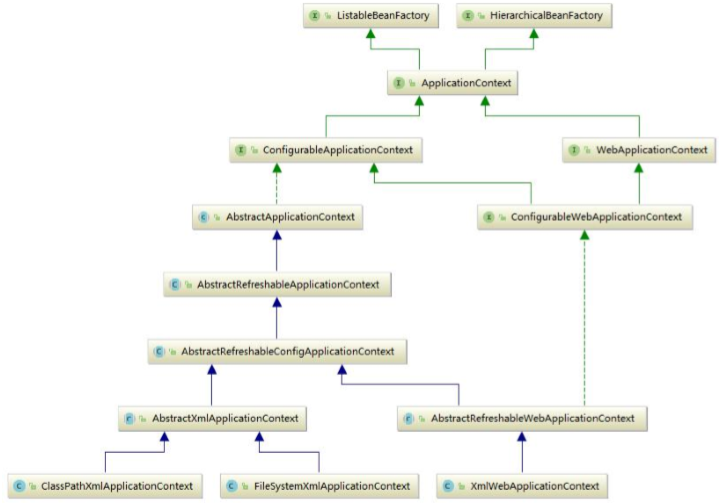 ListableBeanFactory
HierarchicalBeanFactory
ApplicationContext
ConfigurableApplicationContext
WebApplicationContext
AbstractApplicationContext
ConfigurableWebApplicationContext
AbstractRefreshableApplicationContext
AbstractRefreshableConfigApplicationContext
AbstractXmlApplicationContext
AbstractRefreshableWebApplicationContext
ClassPathXmlApplicationContext
FileSystemXmlApplicationContext
XmlWebApplicationContext